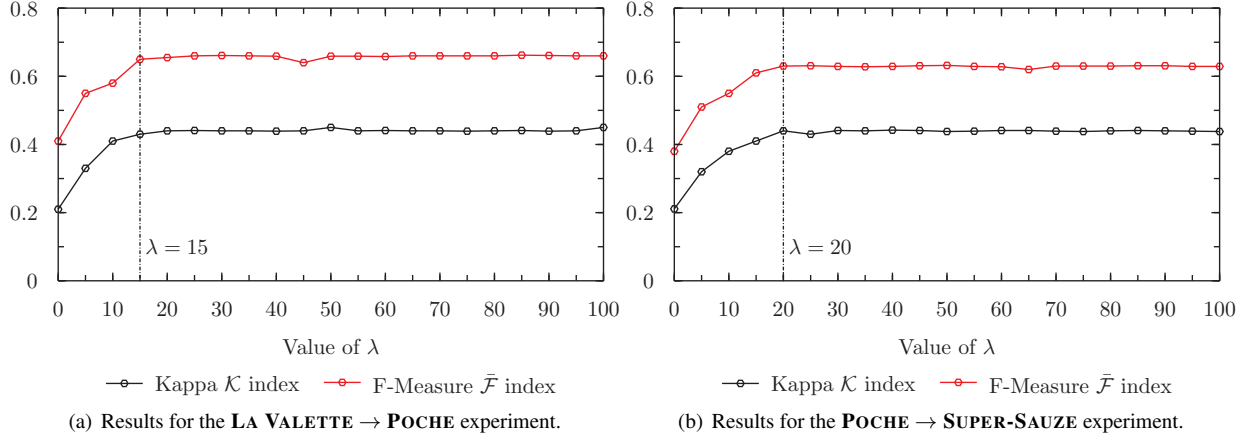 0.8
0.6
0.4
0.2
0
0 10 20 30 40 50 60 70 80 90 100
λ = 15
Value of λ
Kappa 𝒦 index F-Measure ℱ̄ index
(a) Results for the LA VALETTE → POCHE experiment.
0.8
0.6
0.4
0.2
0
0 10 20 30 40 50 60 70 80 90 100
λ = 20
Value of λ
Kappa 𝒦 index F-Measure ℱ̄ index
(b) Results for the POCHE → SUPER-SAUZE experiment.